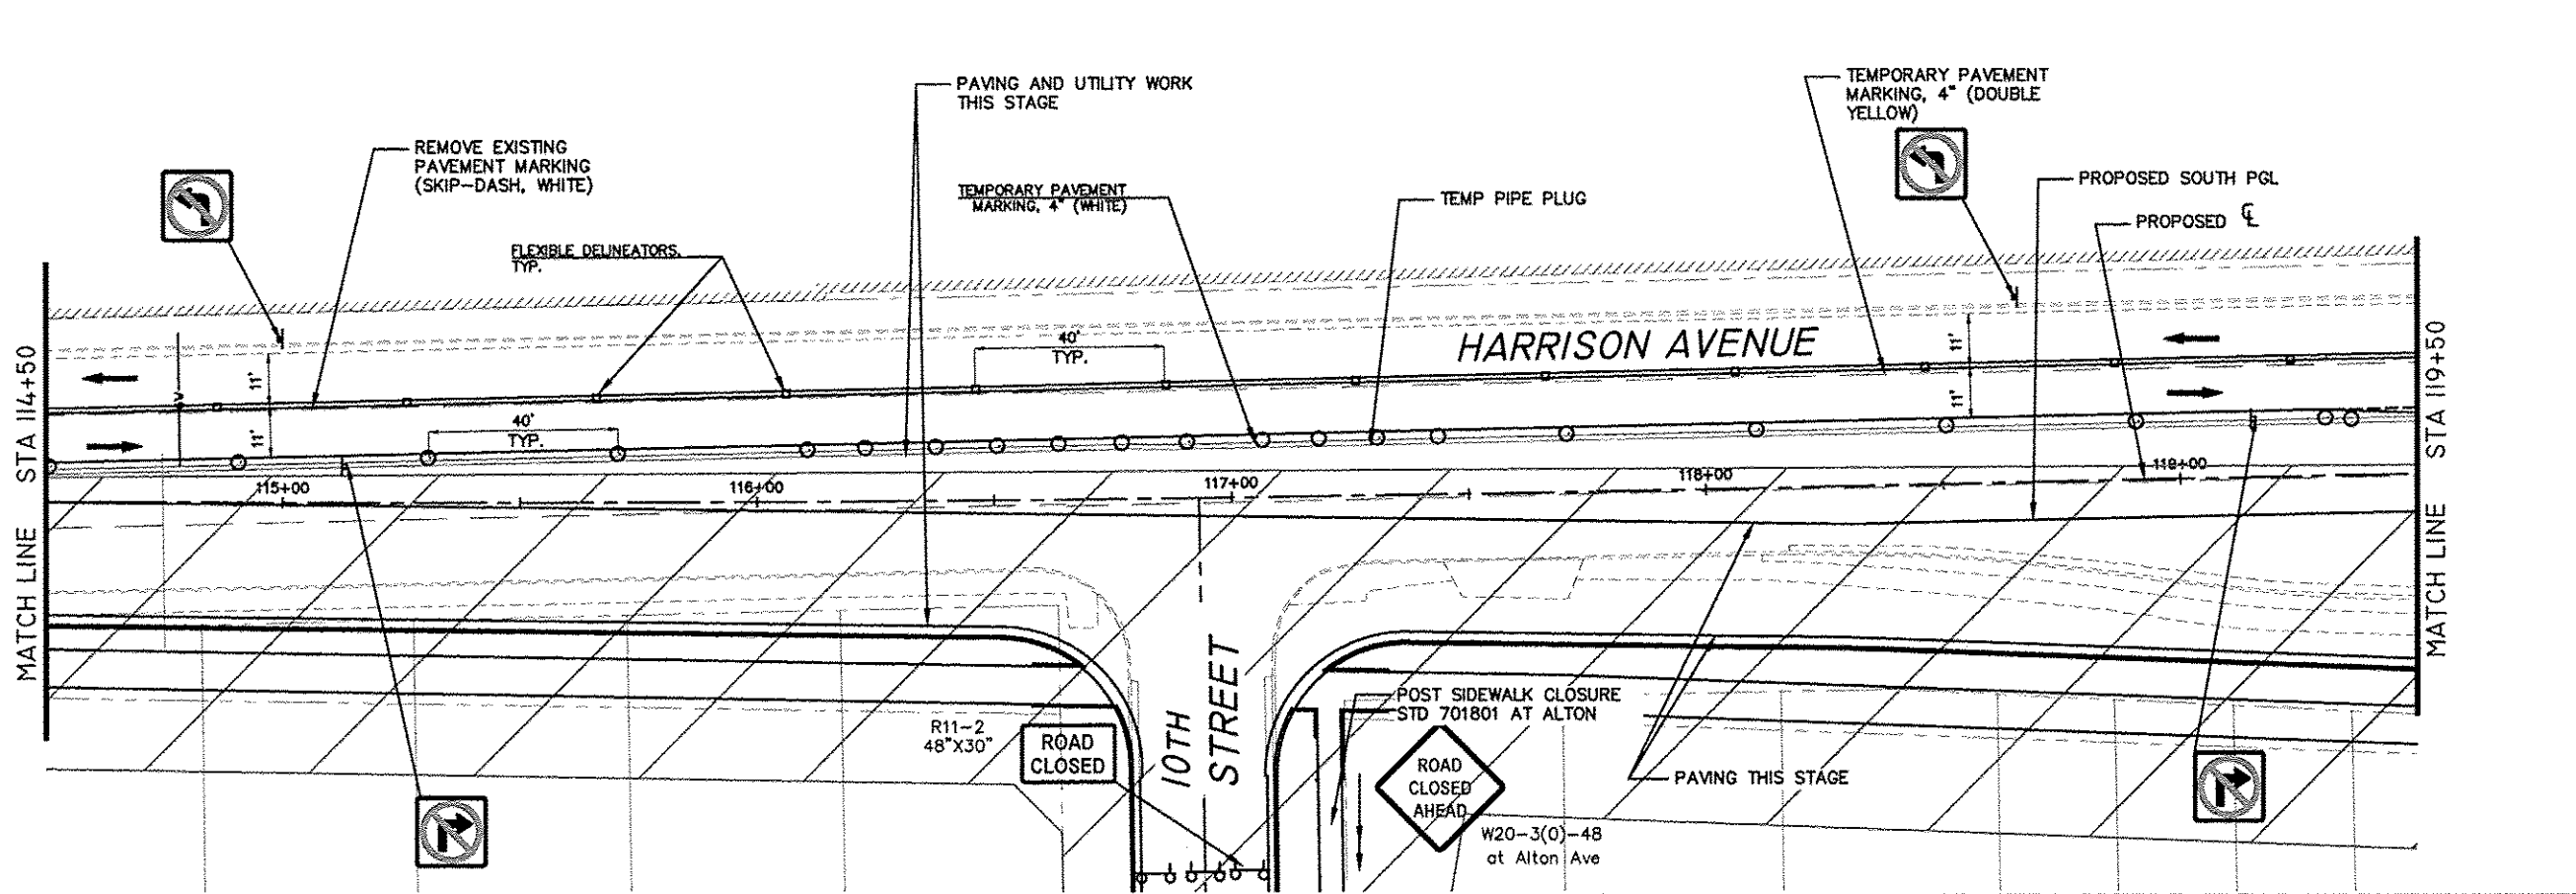 PAVING AND UTILITY WORK
THIS STAGE
TEMPORARY PAVEMENT
MARKING, 4" (DOUBLE
YELLOW)
REMOVE EXISTING
PAVEMENT MARKING
(SKIP-DASH, WHITE)
TEMPORARY PAVEMENT
MARKING, 4" (WHITE)
TEMP PIPE PLUG
PROPOSED SOUTH PGL
PROPOSED ℄
FLEXIBLE DELINEATORS,
TYP.
HARRISON AVENUE
40'
TYP.
40'
TYP.
11'
11'
11'
11'
MATCH LINE STA 114+50
MATCH LINE STA 119+50
115+00
116+00
117+00
118+00
119+00
10TH
STREET
R11-2
48"X30"
ROAD
CLOSED
POST SIDEWALK CLOSURE
STD 701801 AT ALTON
ROAD
CLOSED
AHEAD
W20-3(0)-48
at Alton Ave
PAVING THIS STAGE